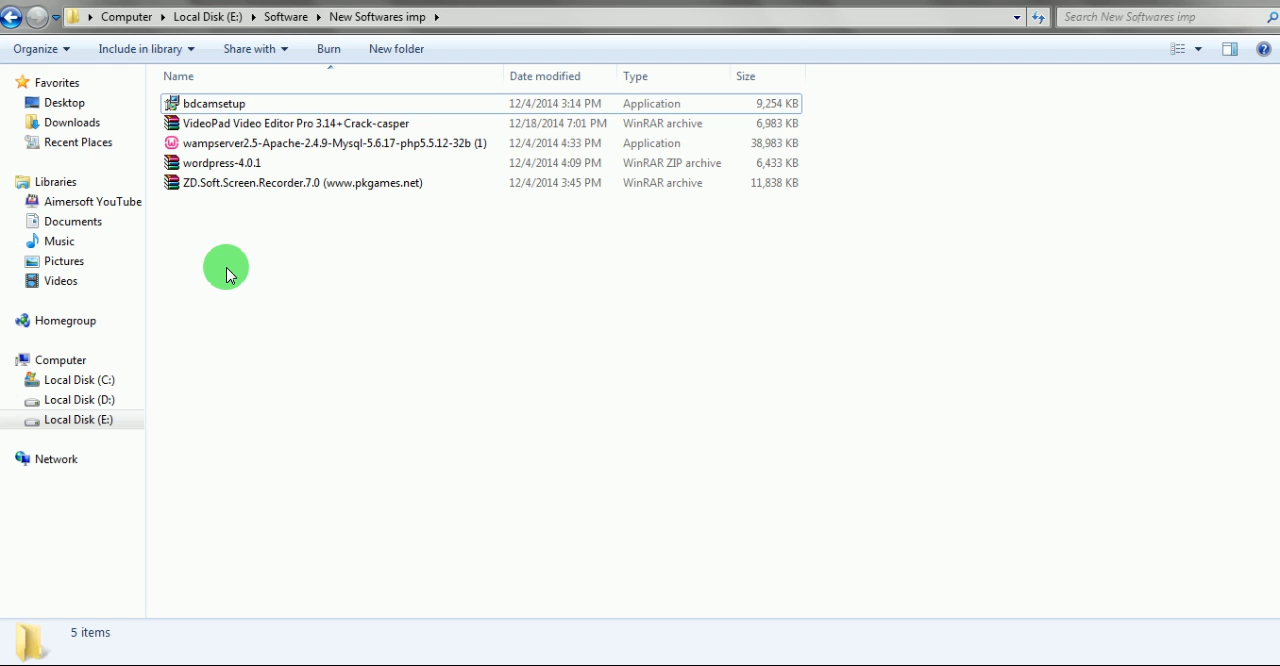 Computer Local Disk (E:) Software New Softwares imp Search New Softwares imp
Organize Include in library Share with Burn New folder
Favorites
Desktop
Downloads
Recent Places
Libraries
Aimersoft YouTube
Documents
Music
Pictures
Videos
Homegroup
Computer
Local Disk (C:)
Local Disk (D:)
Local Disk (E:)
Network
Name Date modified Type Size
bdcamsetup 12/4/2014 3:14 PM Application 9,254 KB
VideoPad Video Editor Pro 3.14+Crack-casper 12/18/2014 7:01 PM WinRAR archive 6,983 KB
wampserver2.5-Apache-2.4.9-Mysql-5.6.17-php5.5.12-32b (1) 12/4/2014 4:33 PM Application 38,983 KB
wordpress-4.0.1 12/4/2014 4:09 PM WinRAR ZIP archive 6,433 KB
ZD.Soft.Screen.Recorder.7.0 (www.pkgames.net) 12/4/2014 3:45 PM WinRAR archive 11,838 KB
5 items